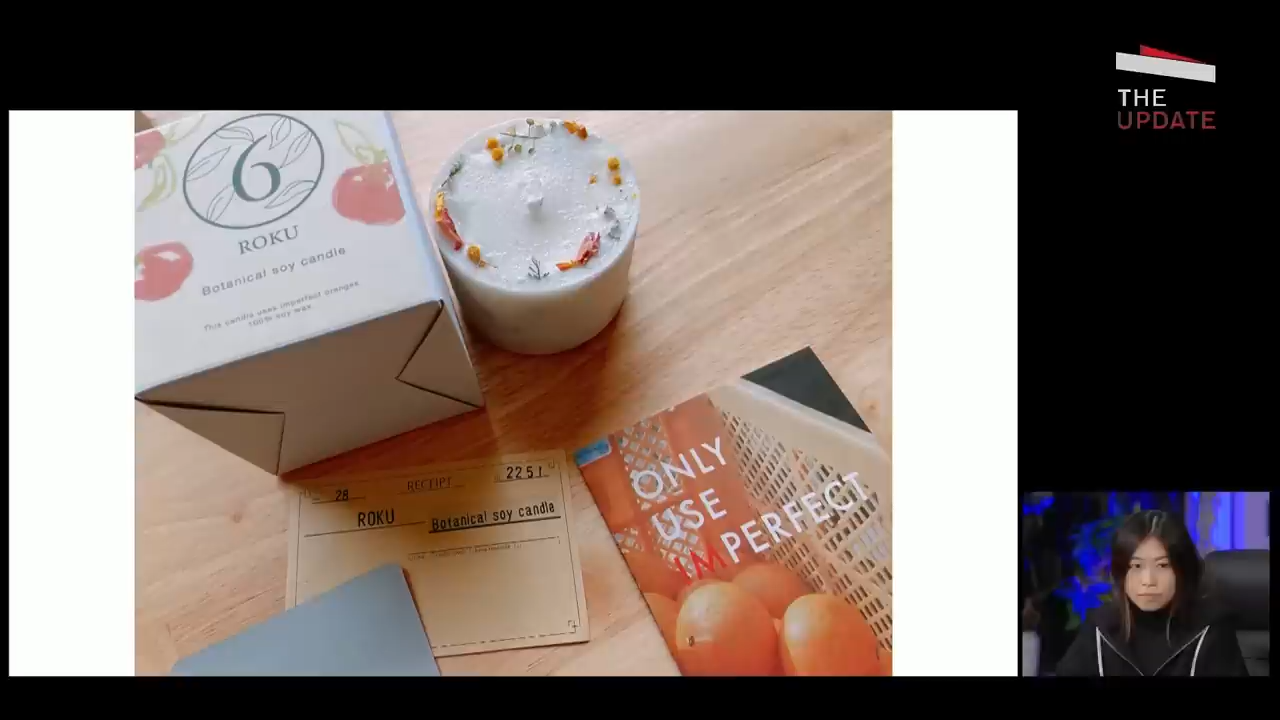 THE
UPDATE
6
ROKU
Botanical soy candle
This candle uses imperfect oranges
100% soy wax
28 RECEIPT 2251
ROKU Botanical soy candle
ONLY
USE
IMPERFECT